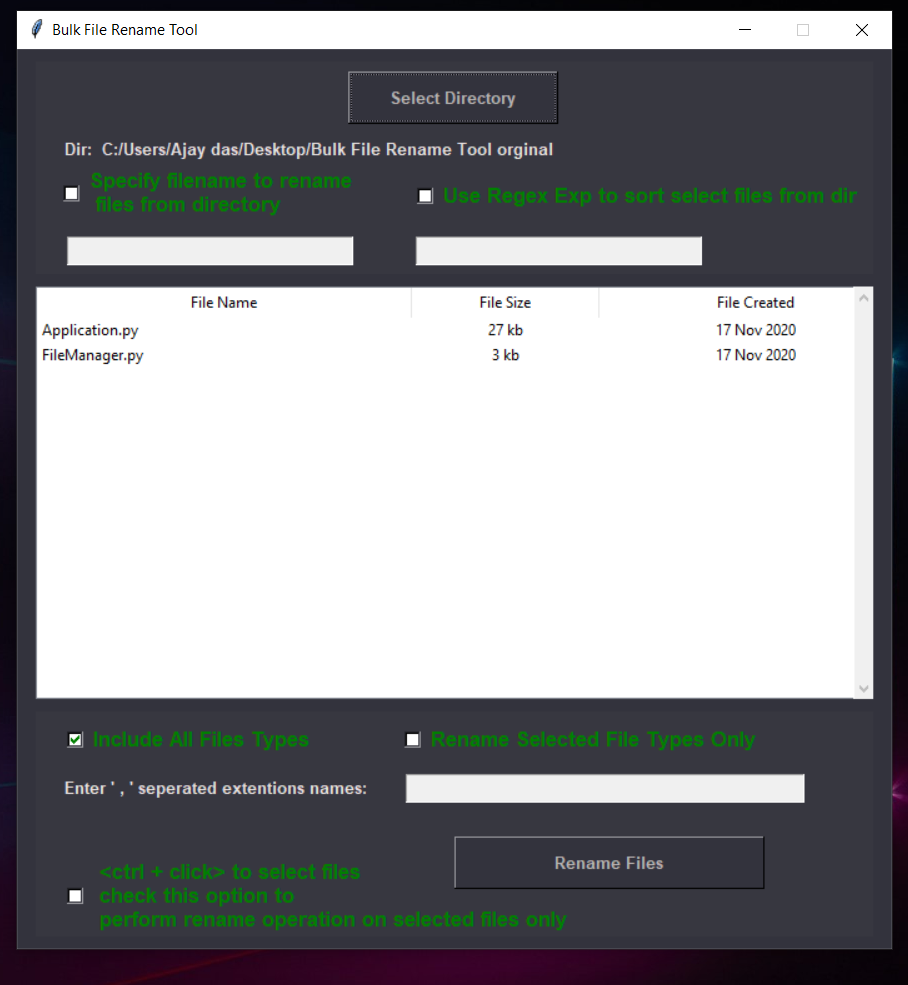 Bulk File Rename Tool
Select Directory
Dir: C:/Users/Ajay das/Desktop/Bulk File Rename Tool orginal
Specify filename to rename
files from directory
Use Regex Exp to sort select files from dir
File Name File Size File Created
Application.py 27 kb 17 Nov 2020
FileManager.py 3 kb 17 Nov 2020
Include All Files Types
Rename Selected File Types Only
Enter ' , ' seperated extentions names:
Rename Files
<ctrl + click> to select files
check this option to
perform rename operation on selected files only